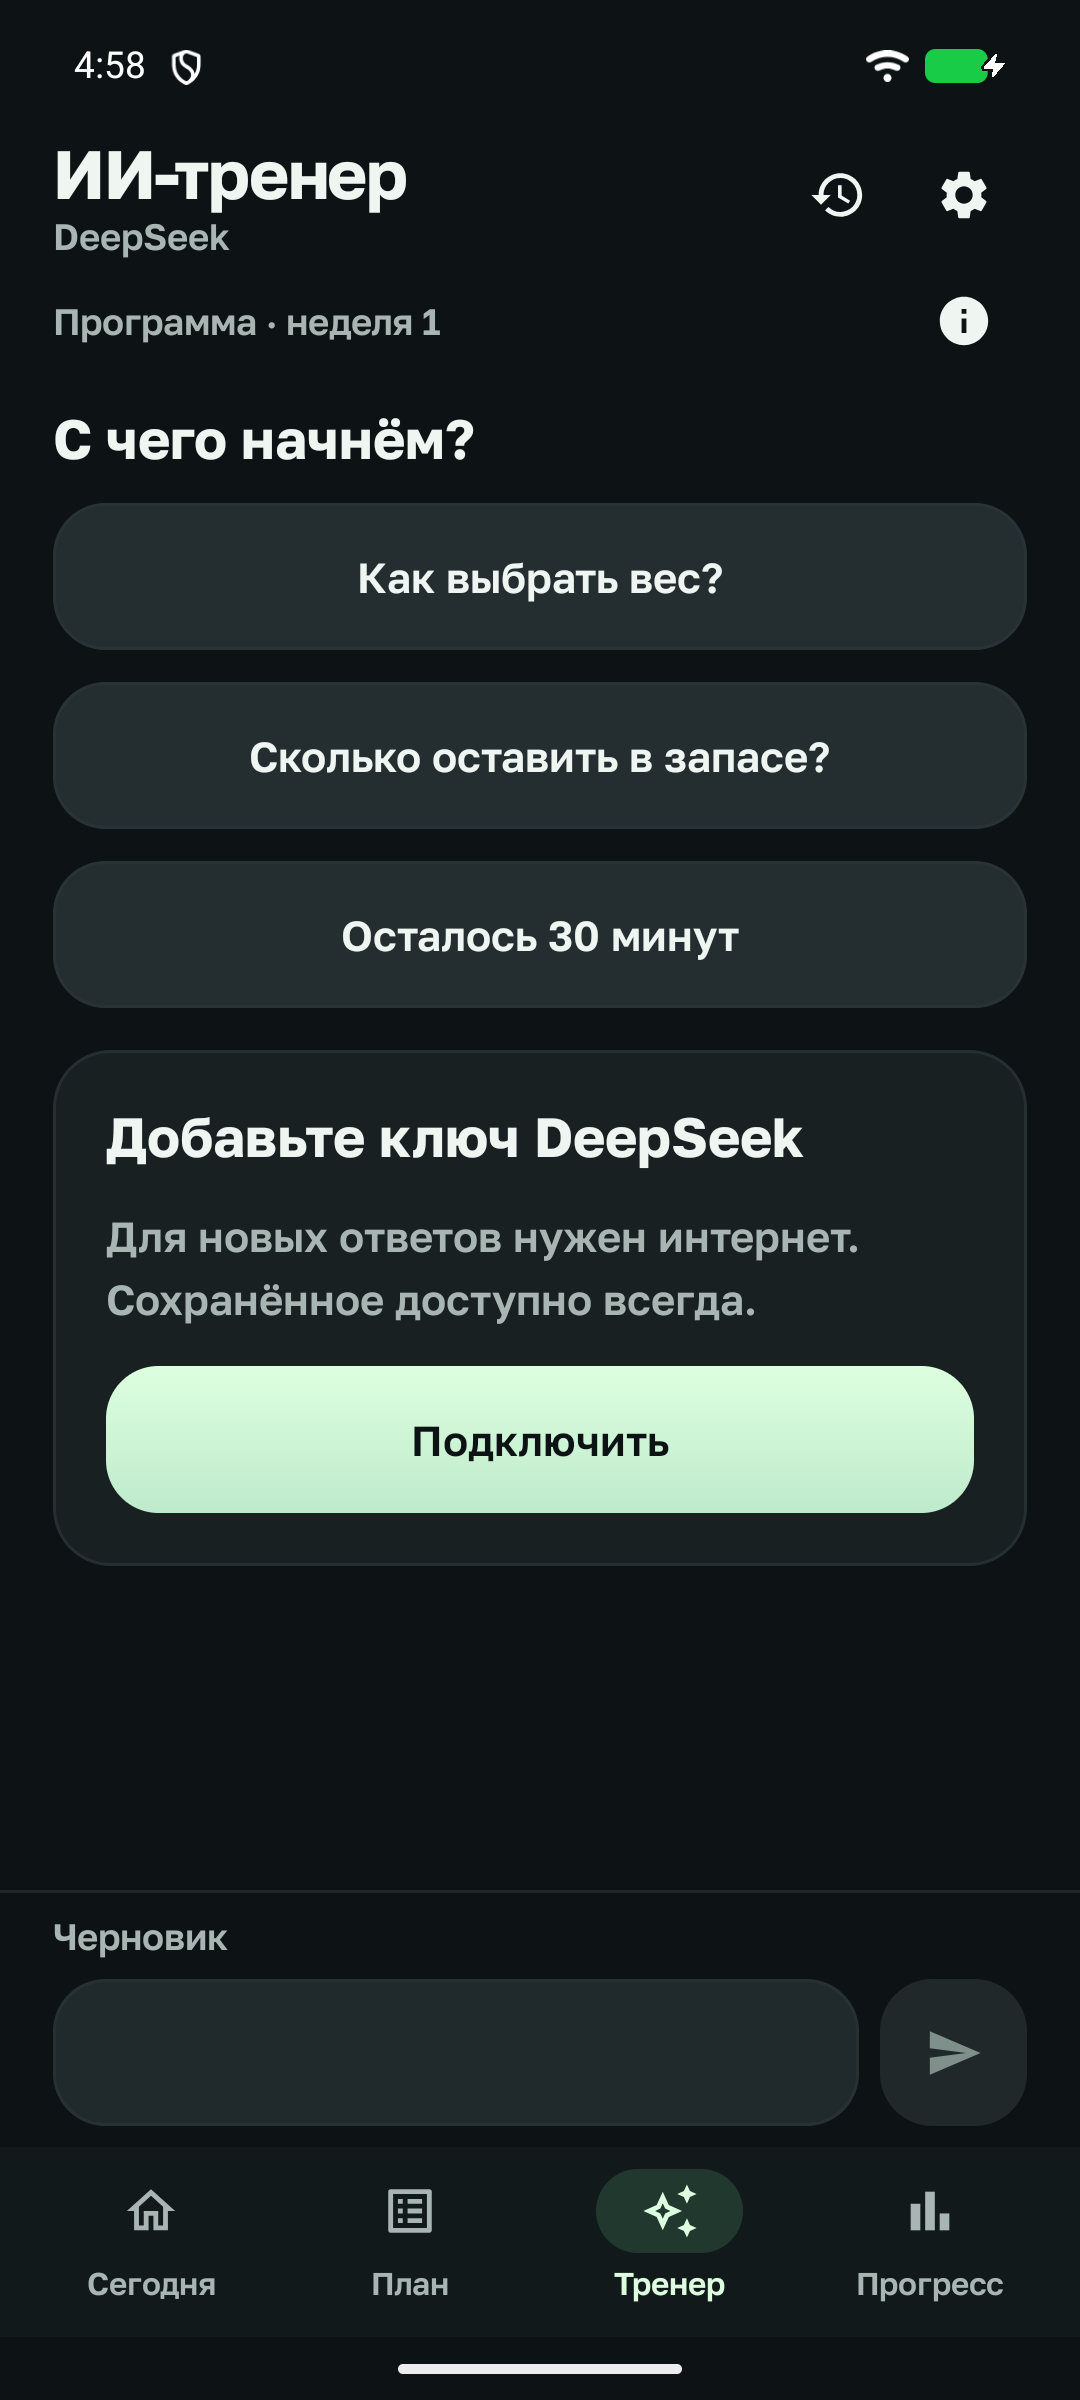 4:58
ИИ-тренер
DeepSeek
Программа · неделя 1
С чего начнём?
Как выбрать вес?
Сколько оставить в запасе?
Осталось 30 минут
Добавьте ключ DeepSeek
Для новых ответов нужен интернет.
Сохранённое доступно всегда.
Подключить
Черновик
Сегодня
План
Тренер
Прогресс